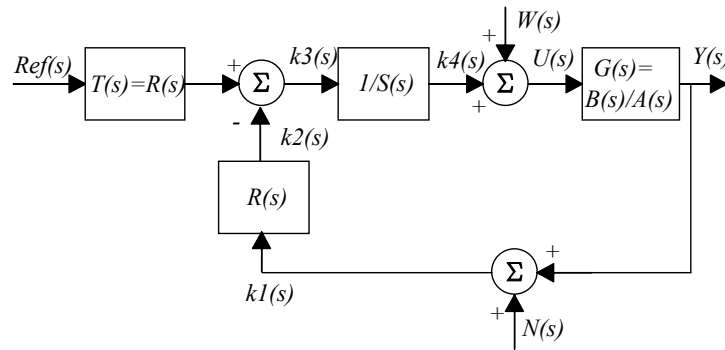 W(s)
+
Ref(s)
T(s)=R(s)
+
Σ
-
k3(s)
1/S(s)
k4(s)
+
Σ
U(s)
G(s)=
B(s)/A(s)
Y(s)
k2(s)
R(s)
k1(s)
Σ
+
+
N(s)